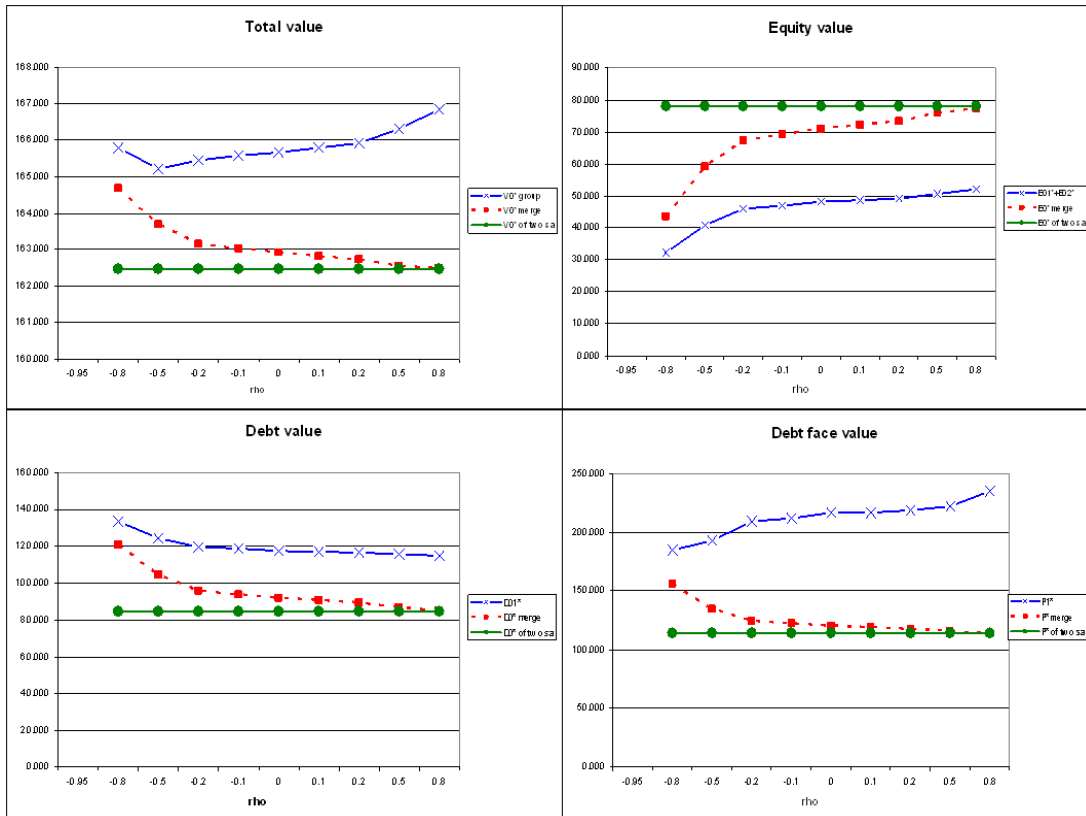 Total value
168.000
167.000
166.000
165.000
164.000
163.000
162.000
161.000
160.000
-0.95 -0.8 -0.5 -0.2 -0.1 0 0.1 0.2 0.5 0.8
rho
V0* group
V0* merge
V0* of two sa
Equity value
90.000
80.000
70.000
60.000
50.000
40.000
30.000
20.000
10.000
0.000
-0.95 -0.8 -0.5 -0.2 -0.1 0 0.1 0.2 0.5 0.8
rho
E01*+E02*
E0* merge
E0* of two sa
Debt value
160.000
140.000
120.000
100.000
80.000
60.000
40.000
20.000
0.000
-0.95 -0.8 -0.5 -0.2 -0.1 0 0.1 0.2 0.5 0.8
rho
D01*
D0* merge
D0* of two sa
Debt face value
250.000
200.000
150.000
100.000
50.000
0.000
-0.95 -0.8 -0.5 -0.2 -0.1 0 0.1 0.2 0.5 0.8
rho
P1*
P* merge
P* of two sa